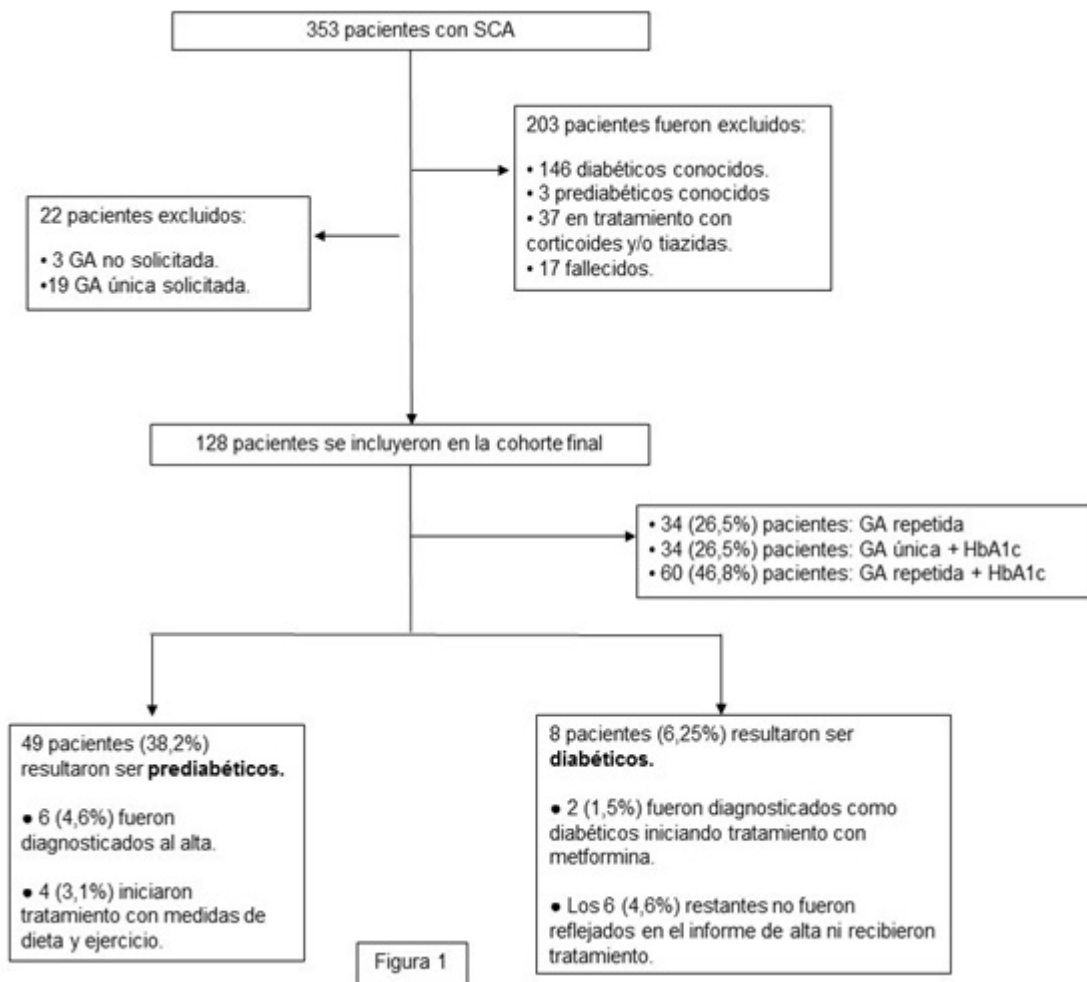 353 pacientes con SCA
203 pacientes fueron excluidos:
• 146 diabéticos conocidos.
• 3 prediabéticos conocidos
• 37 en tratamiento con
corticoides y/o tiazidas.
• 17 fallecidos.
22 pacientes excluidos:
• 3 GA no solicitada.
•19 GA única solicitada.
128 pacientes se incluyeron en la cohorte final
• 34 (26,5%) pacientes: GA repetida
• 34 (26,5%) pacientes: GA única + HbA1c
• 60 (46,8%) pacientes: GA repetida + HbA1c
49 pacientes (38,2%)
resultaron ser prediabéticos.
● 6 (4,6%) fueron
diagnosticados al alta.
● 4 (3,1%) iniciaron
tratamiento con medidas de
dieta y ejercicio.
8 pacientes (6,25%) resultaron ser
diabéticos.
● 2 (1,5%) fueron diagnosticados como
diabéticos iniciando tratamiento con
metformina.
● Los 6 (4,6%) restantes no fueron
reflejados en el informe de alta ni recibieron
tratamiento.
Figura 1